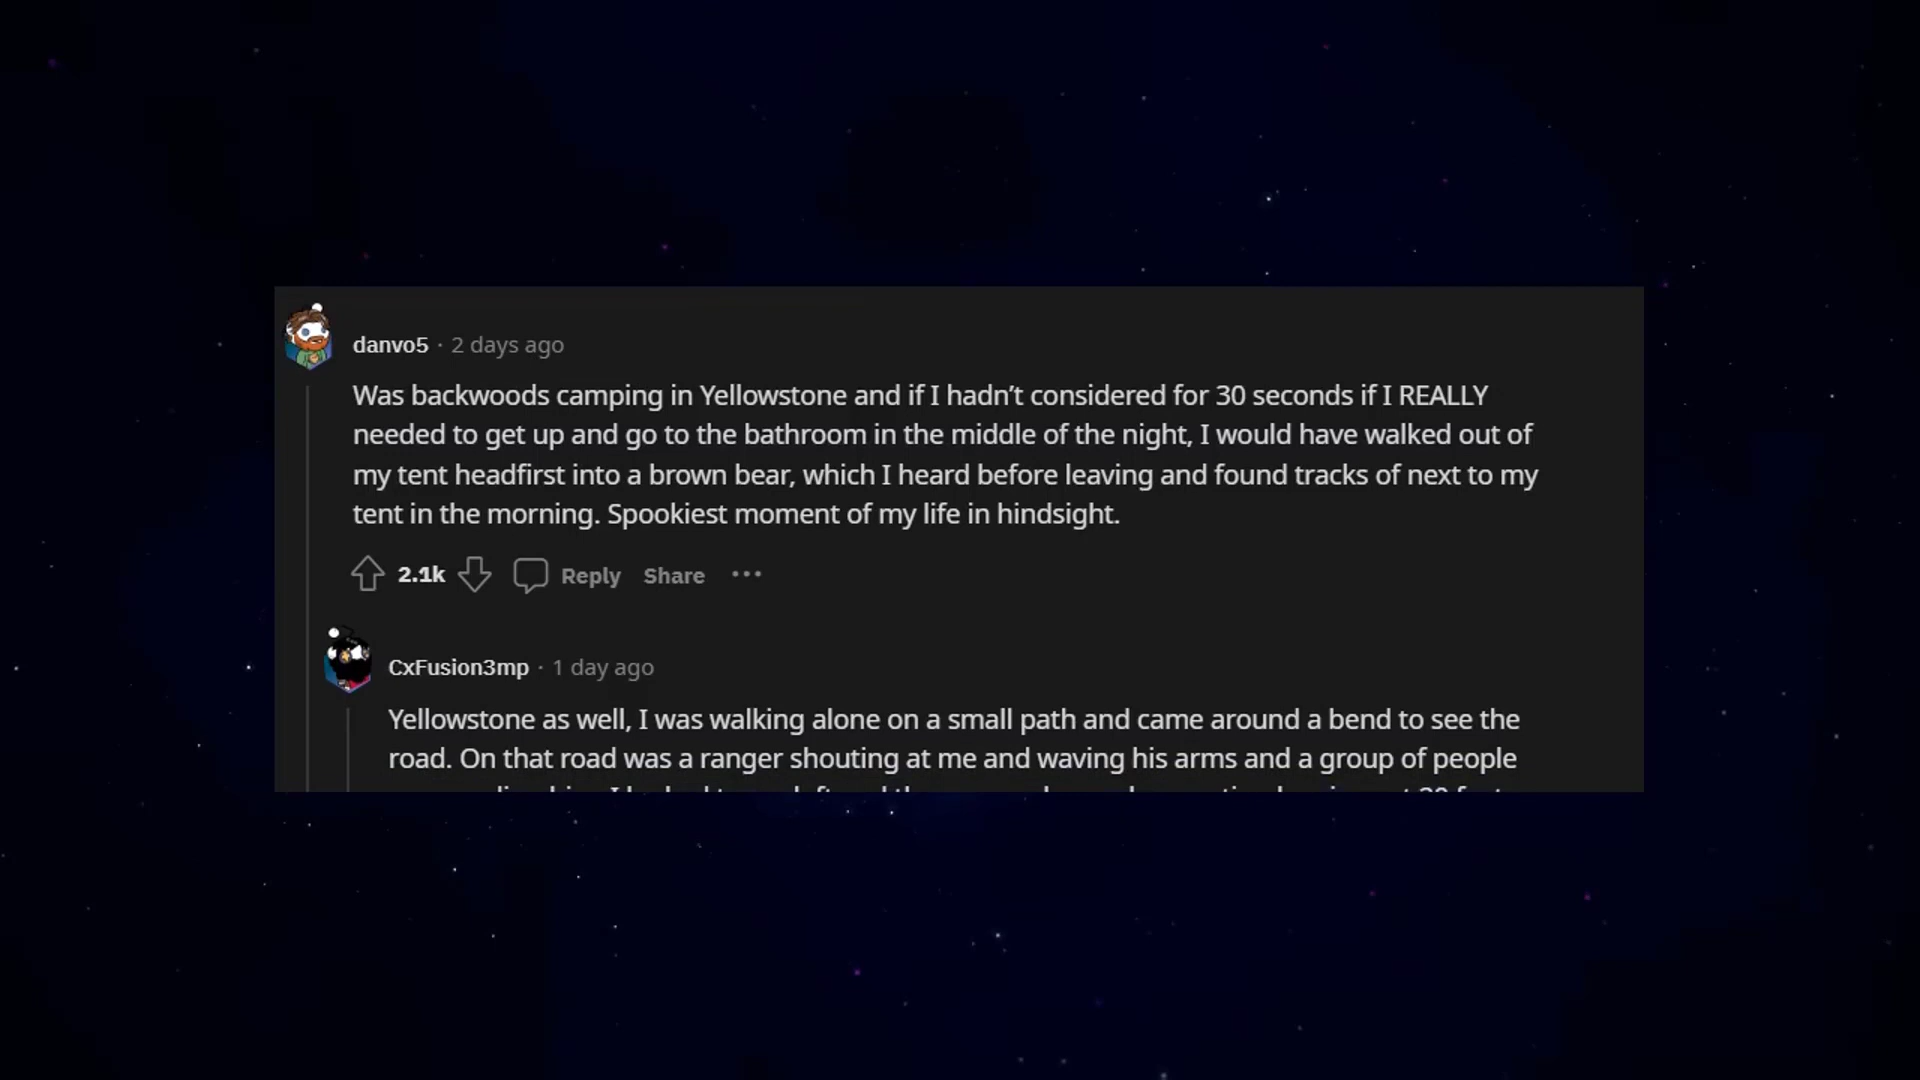 danvo5 · 2 days ago
Was backwoods camping in Yellowstone and if I hadn’t considered for 30 seconds if I REALLY
needed to get up and go to the bathroom in the middle of the night, I would have walked out of
my tent headfirst into a brown bear, which I heard before leaving and found tracks of next to my
tent in the morning. Spookiest moment of my life in hindsight.
2.1k Reply Share ···
CxFusion3mp · 1 day ago
Yellowstone as well, I was walking alone on a small path and came around a bend to see the
road. On that road was a ranger shouting at me and waving his arms and a group of people